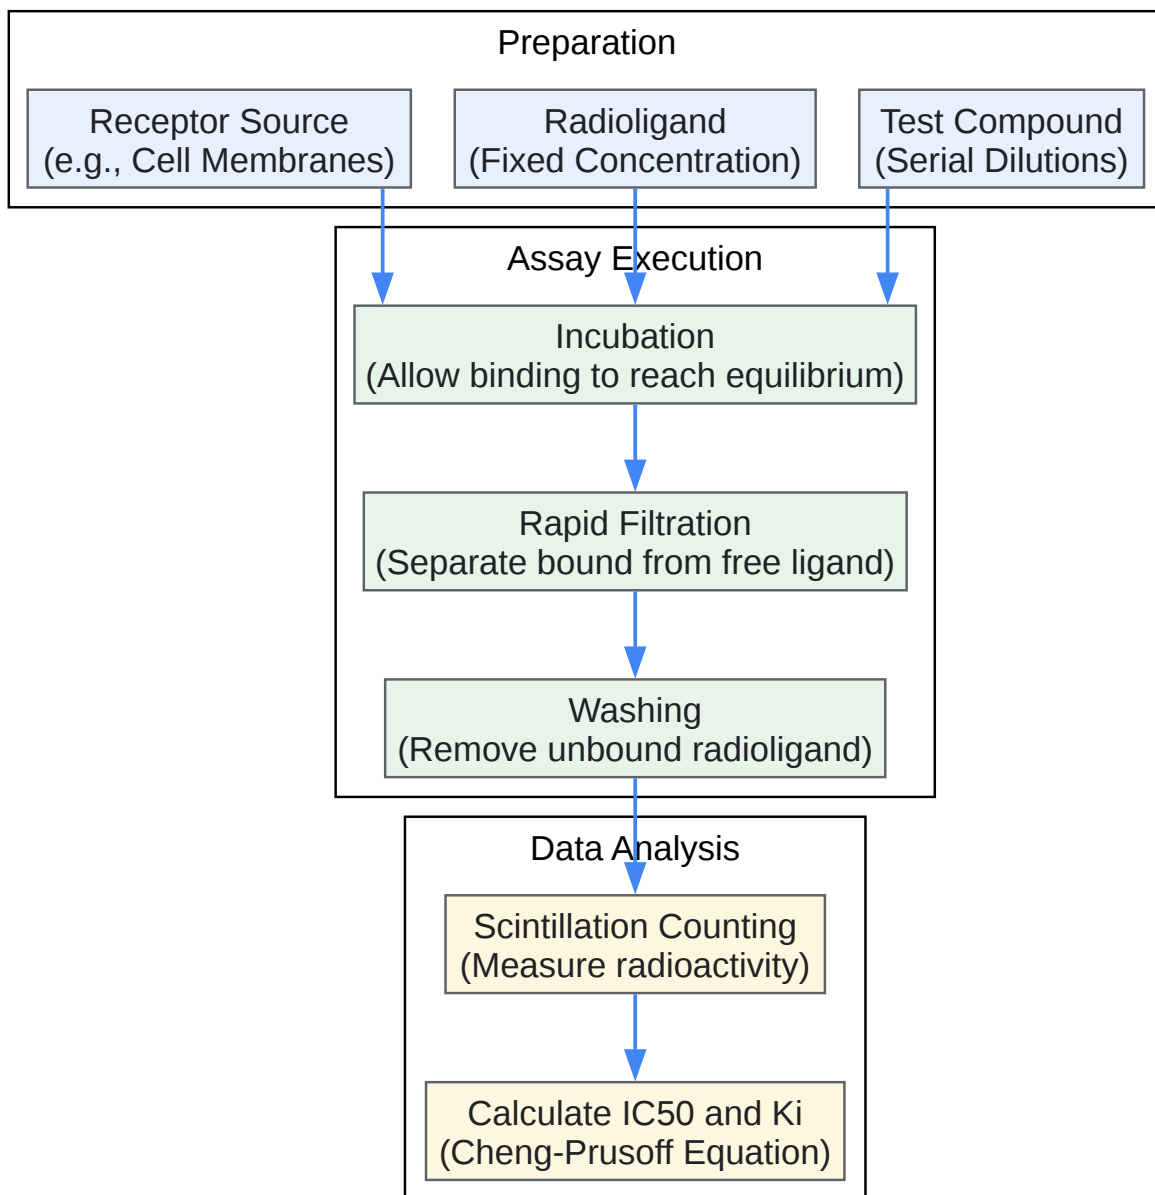 Preparation
Receptor Source
(e.g., Cell Membranes)
Radioligand
(Fixed Concentration)
Test Compound
(Serial Dilutions)
Assay Execution
Incubation
(Allow binding to reach equilibrium)
Rapid Filtration
(Separate bound from free ligand)
Washing
(Remove unbound radioligand)
Data Analysis
Scintillation Counting
(Measure radioactivity)
Calculate IC50 and Ki
(Cheng-Prusoff Equation)